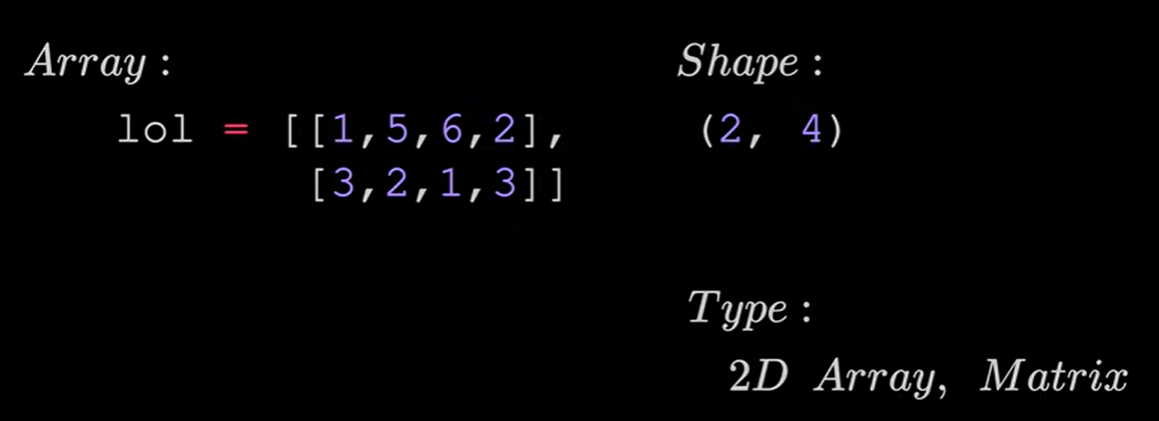 Array :
lol = [[1,5,6,2],
[3,2,1,3]]
Shape :
(2, 4)
Type :
2D Array, Matrix